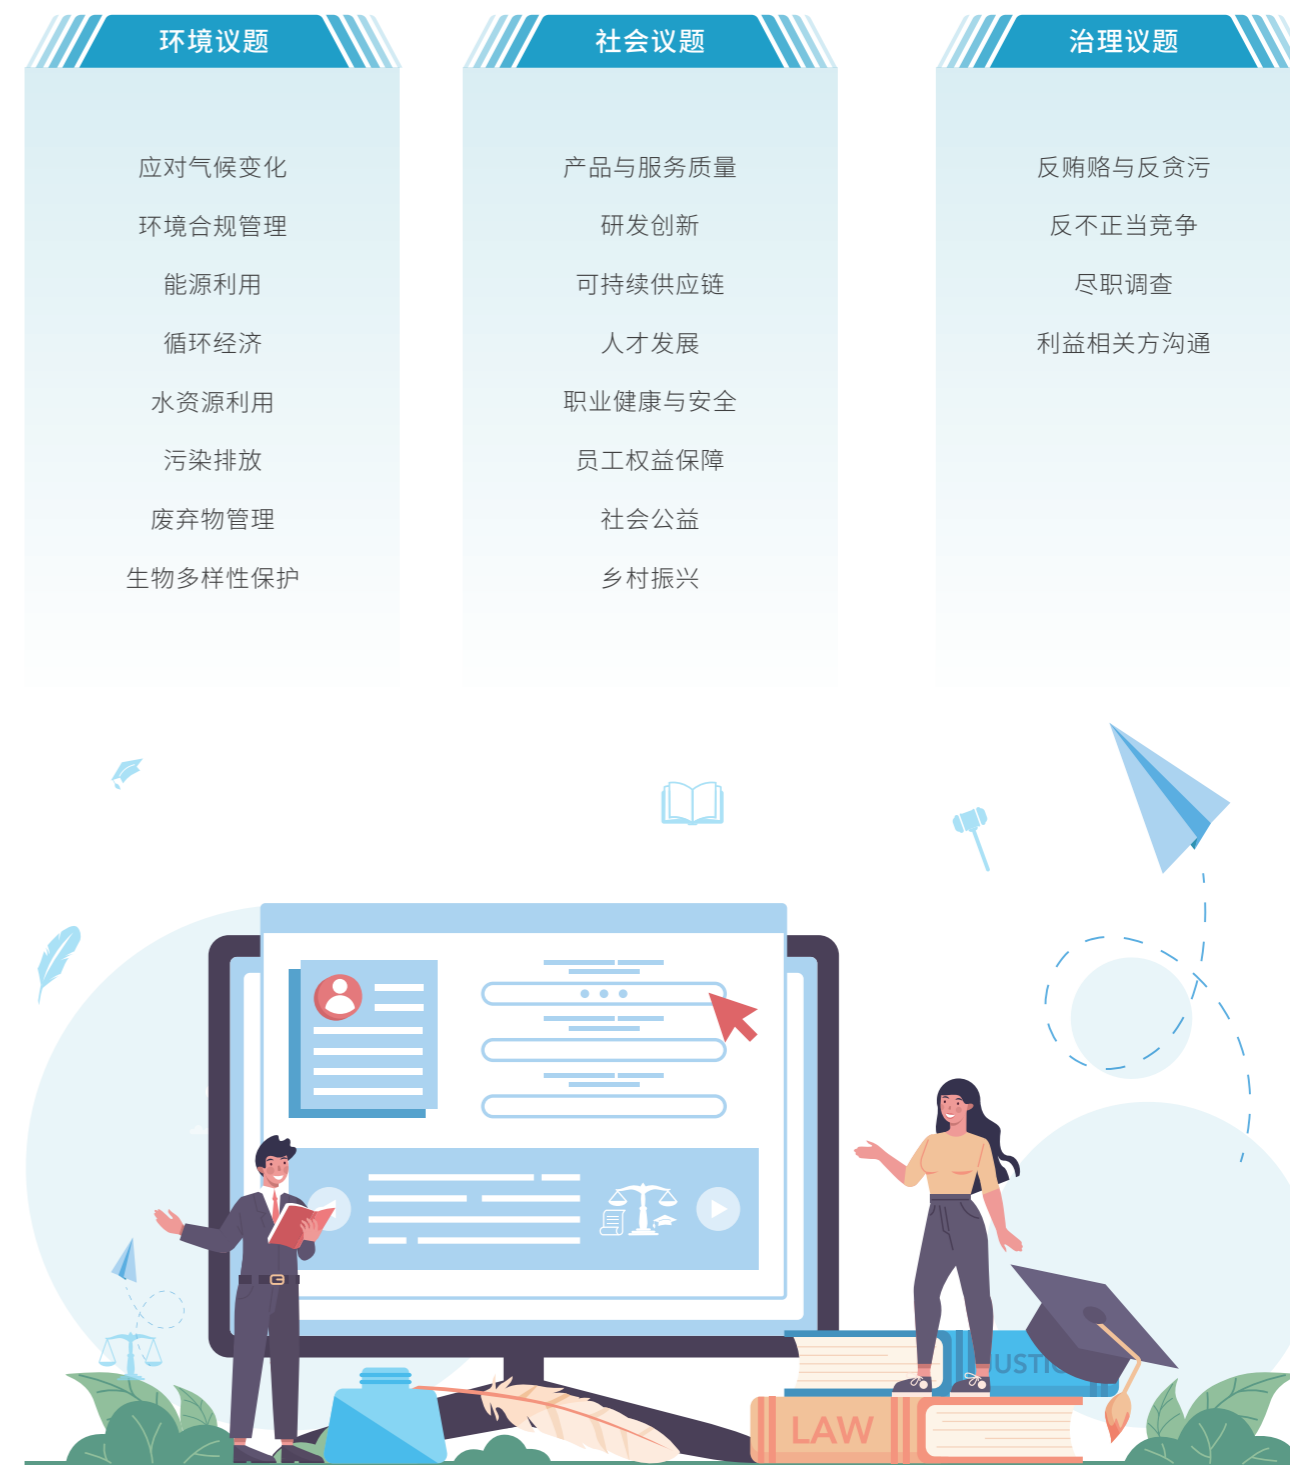 环境议题
应对气候变化
环境合规管理
能源利用
循环经济
水资源利用
污染排放
废弃物管理
生物多样性保护
社会议题
产品与服务质量
研发创新
可持续供应链
人才发展
职业健康与安全
员工权益保障
社会公益
乡村振兴
治理议题
反贿赂与反贪污
反不正当竞争
尽职调查
利益相关方沟通
LAW